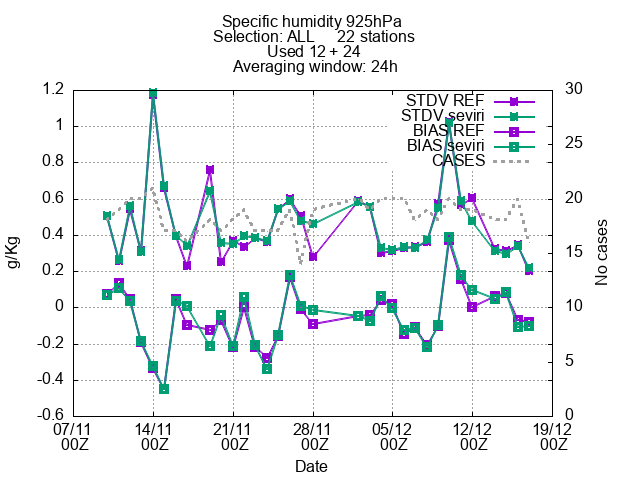 Specific humidity 925hPa
Selection: ALL 22 stations
Used 12 + 24
Averaging window: 24h
STDV REF
STDV seviri
BIAS REF
BIAS seviri
CASES
1.2
1
0.8
0.6
0.4
0.2
0
-0.2
-0.4
-0.6
g/Kg
30
25
20
15
10
5
0
No cases
07/11 14/11 21/11 28/11 05/12 12/12 19/12
00Z 00Z 00Z 00Z 00Z 00Z 00Z
Date